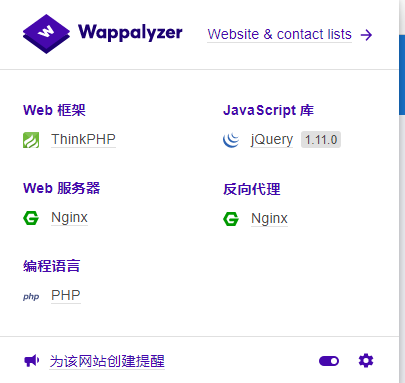 Wappalyzer
Website & contact lists
Web 框架
ThinkPHP
JavaScript 库
jQuery 1.11.0
Web 服务器
Nginx
反向代理
Nginx
编程语言
php PHP
为该网站创建提醒